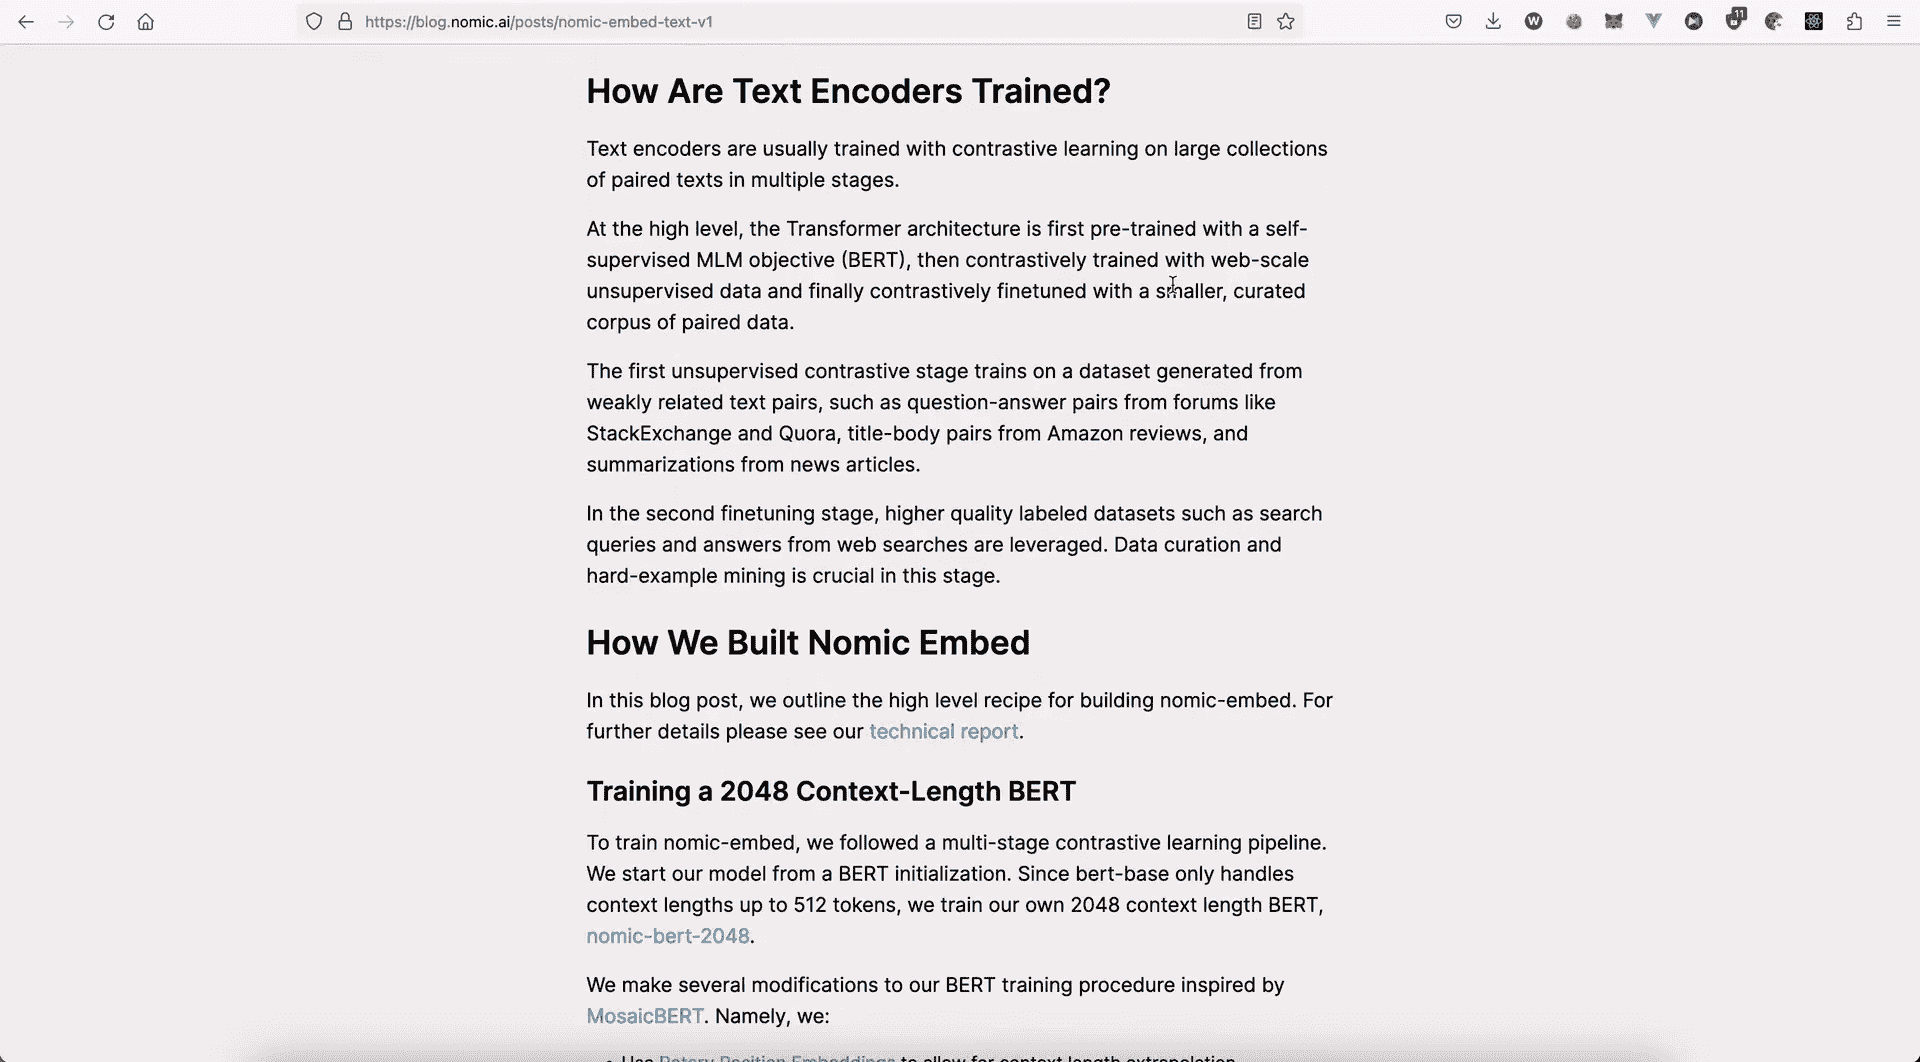 https://blog.nomic.ai/posts/nomic-embed-text-v1
11
W
How Are Text Encoders Trained?
Text encoders are usually trained with contrastive learning on large collections
of paired texts in multiple stages.
At the high level, the Transformer architecture is first pre-trained with a self-
supervised MLM objective (BERT), then contrastively trained with web-scale
unsupervised data and finally contrastively finetuned with a smaller, curated
corpus of paired data.
The first unsupervised contrastive stage trains on a dataset generated from
weakly related text pairs, such as question-answer pairs from forums like
StackExchange and Quora, title-body pairs from Amazon reviews, and
summarizations from news articles.
In the second finetuning stage, higher quality labeled datasets such as search
queries and answers from web searches are leveraged. Data curation and
hard-example mining is crucial in this stage.
How We Built Nomic Embed
In this blog post, we outline the high level recipe for building nomic-embed. For
further details please see our technical report.
Training a 2048 Context-Length BERT
To train nomic-embed, we followed a multi-stage contrastive learning pipeline.
We start our model from a BERT initialization. Since bert-base only handles
context lengths up to 512 tokens, we train our own 2048 context length BERT,
nomic-bert-2048.
We make several modifications to our BERT training procedure inspired by
MosaicBERT. Namely, we:
• Use Rotary Position Embeddings to allow for context length extrapolation